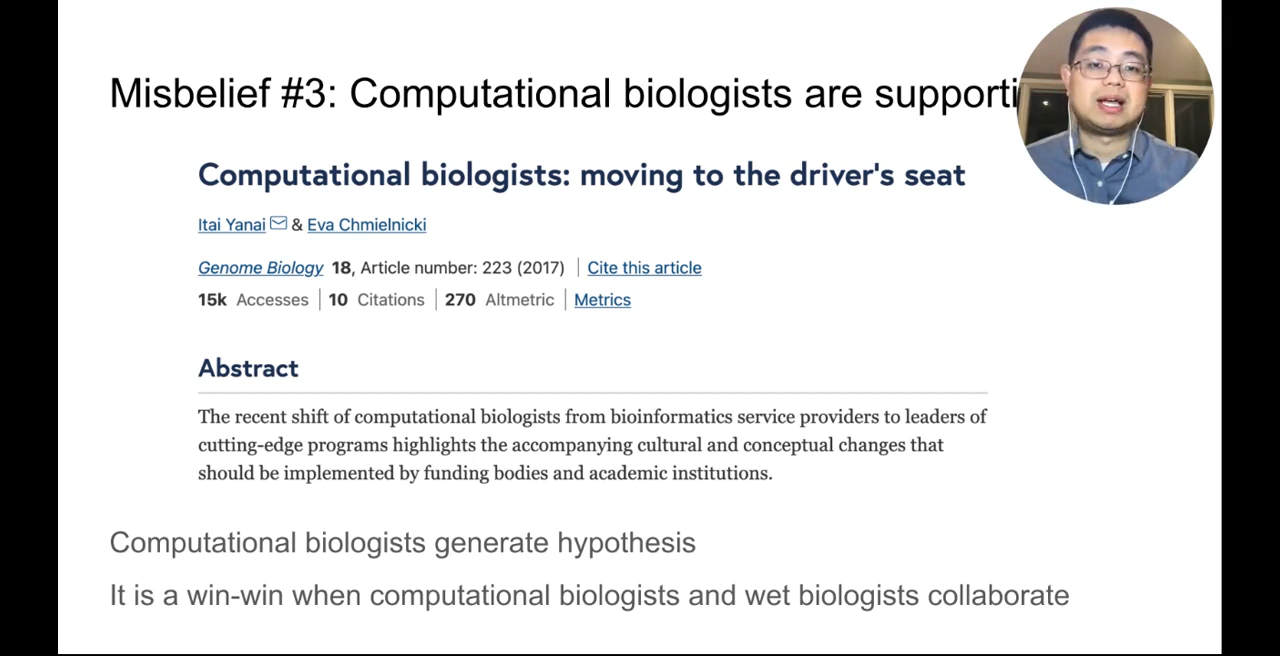 Misbelief #3: Computational biologists are supporti
Computational biologists: moving to the driver's seat
Itai Yanai & Eva Chmielnicki
Genome Biology 18, Article number: 223 (2017) | Cite this article
15k Accesses | 10 Citations | 270 Altmetric | Metrics
Abstract
The recent shift of computational biologists from bioinformatics service providers to leaders of
cutting-edge programs highlights the accompanying cultural and conceptual changes that
should be implemented by funding bodies and academic institutions.
Computational biologists generate hypothesis
It is a win-win when computational biologists and wet biologists collaborate